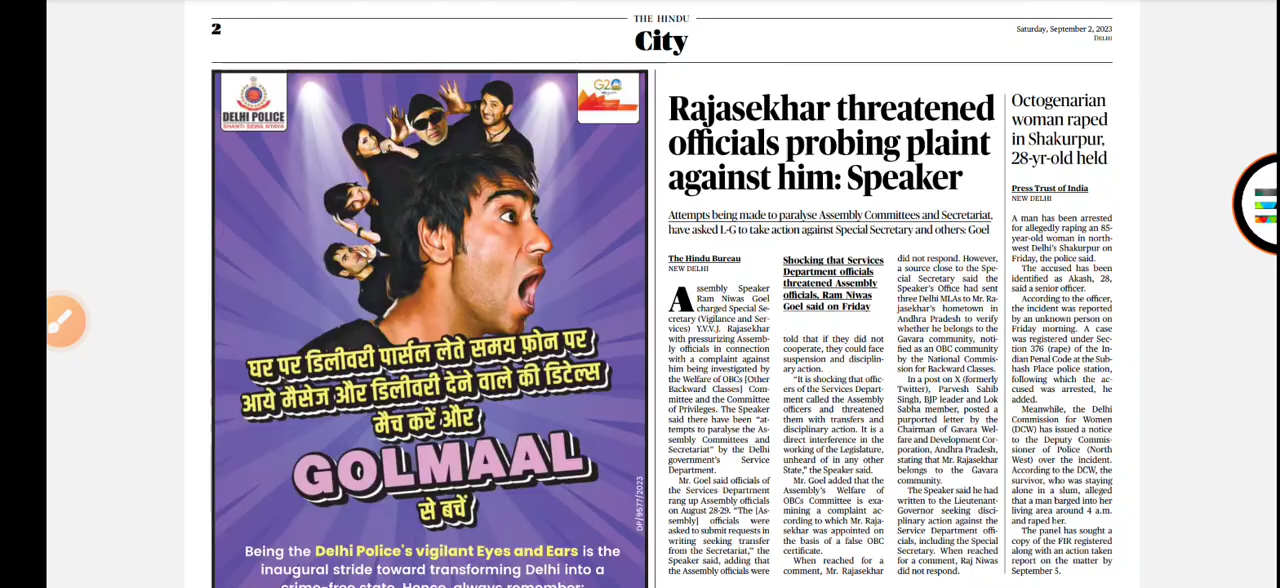 2
THE HINDU
City
Saturday, September 2, 2023
DELHI
DELHI POLICE
SHANTI SEWA NYAYA
G20
घर पर डिलीवरी पार्सल लेते समय फ़ोन पर
आये मैसेज और डिलीवरी देने वाले की डिटेल्स
मैच करें और
GOLMAAL
से बचें
DP/9577/2023
Being the Delhi Police's vigilant Eyes and Ears is the
inaugural stride toward transforming Delhi into a
crime-free state. Hence, always remember:
Rajasekhar threatened
officials probing plaint
against him: Speaker
Attempts being made to paralyse Assembly Committees and Secretariat,
have asked L-G to take action against Special Secretary and others: Goel
The Hindu Bureau
NEW DELHI
Assembly Speaker
Ram Niwas Goel
charged Special Se-
cretary (Vigilance and Ser-
vices) Y.V.V.J. Rajasekhar
with pressurizing Assemb-
ly officials in connection
with a complaint against
him being investigated by
the Welfare of OBCs [Other
Backward Classes] Com-
mittee and the Committee
of Privileges. The Speaker
said there have been “at-
tempts to paralyse the As-
sembly Committees and
Secretariat” by the Delhi
government's Service
Department.
Mr. Goel said officials of
the Services Department
rang up Assembly officials
on August 28-29. “The [As-
sembly] officials were
asked to submit requests in
writing seeking transfer
from the Secretariat,” the
Speaker said, adding that
the Assembly officials were
Shocking that Services
Department officials
threatened Assembly
officials, Ram Niwas
Goel said on Friday
told that if they did not
cooperate, they could face
suspension and disciplin-
ary action.
“It is shocking that offic-
ers of the Services Depart-
ment called the Assembly
officers and threatened
them with transfers and
disciplinary action. It is a
direct interference in the
working of the Legislature,
unheard of in any other
State,” the Speaker said.
Mr. Goel added that the
Assembly's Welfare of
OBCs Committee is exa-
mining a complaint ac-
cording to which Mr. Raja-
sekhar was appointed on
the basis of a false OBC
certificate.
When reached for a
comment, Mr. Rajasekhar
did not respond. However,
a source close to the Spe-
cial Secretary said the
Speaker's Office had sent
three Delhi MLAs to Mr. Ra-
jasekhar's hometown in
Andhra Pradesh to verify
whether he belongs to the
Gavara community, noti-
fied as an OBC community
by the National Commis-
sion for Backward Classes.
In a post on X (formerly
Twitter), Parvesh Sahib
Singh, BJP leader and Lok
Sabha member, posted a
purported letter by the
Chairman of Gavara Wel-
fare and Development Cor-
poration, Andhra Pradesh,
stating that Mr. Rajasekhar
belongs to the Gavara
community.
The Speaker said he had
written to the Lieutenant-
Governor seeking disci-
plinary action against the
Service Department offi-
cials, including the Special
Secretary. When reached
for a comment, Raj Niwas
did not respond.
Octogenarian
woman raped
in Shakurpur,
28-yr-old held
Press Trust of India
NEW DELHI
A man has been arrested
for allegedly raping an 85-
year-old woman in north-
west Delhi's Shakurpur on
Friday, the police said.
The accused has been
identified as Akash, 28,
said a senior officer.
According to the officer,
the incident was reported
by an unknown person on
Friday morning. A case
was registered under Sec-
tion 376 (rape) of the In-
dian Penal Code at the Sub-
hash Place police station,
following which the ac-
cused was arrested, he
added.
Meanwhile, the Delhi
Commission for Women
(DCW) has issued a notice
to the Deputy Commis-
sioner of Police (North
West) over the incident.
According to the DCW, the
survivor, who was staying
alone in a slum, alleged
that a man barged into her
living area around 4 a.m.
and raped her.
The panel has sought a
copy of the FIR registered
along with an action taken
report on the matter by
September 5.